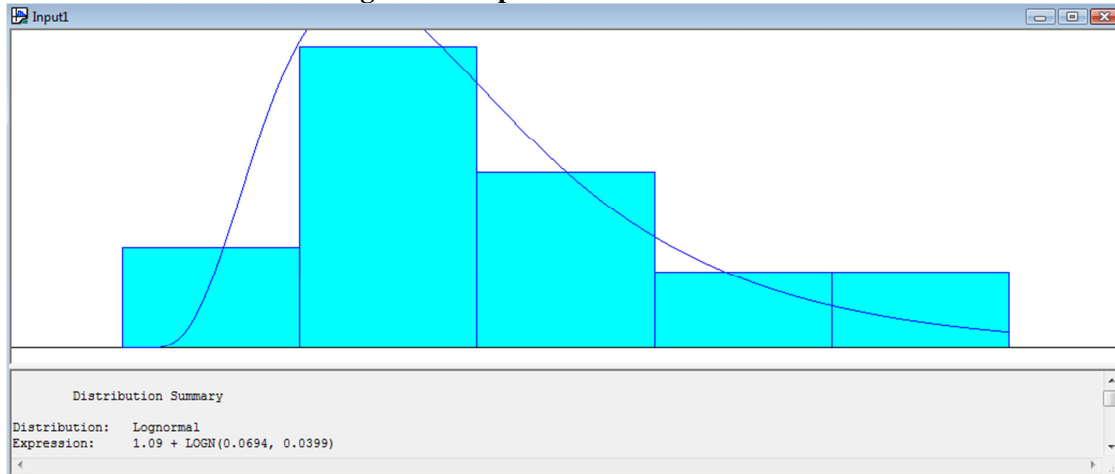 Input1
Distribution Summary
Distribution: Lognormal
Expression: 1.09 + LOGN(0.0694, 0.0399)